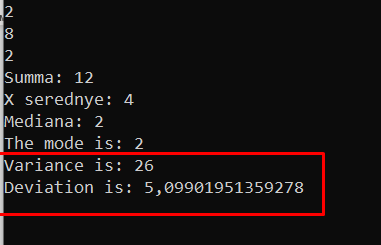 2
8
2
Summa: 12
X serednye: 4
Mediana: 2
The mode is: 2
Variance is: 26
Deviation is: 5,09901951359278